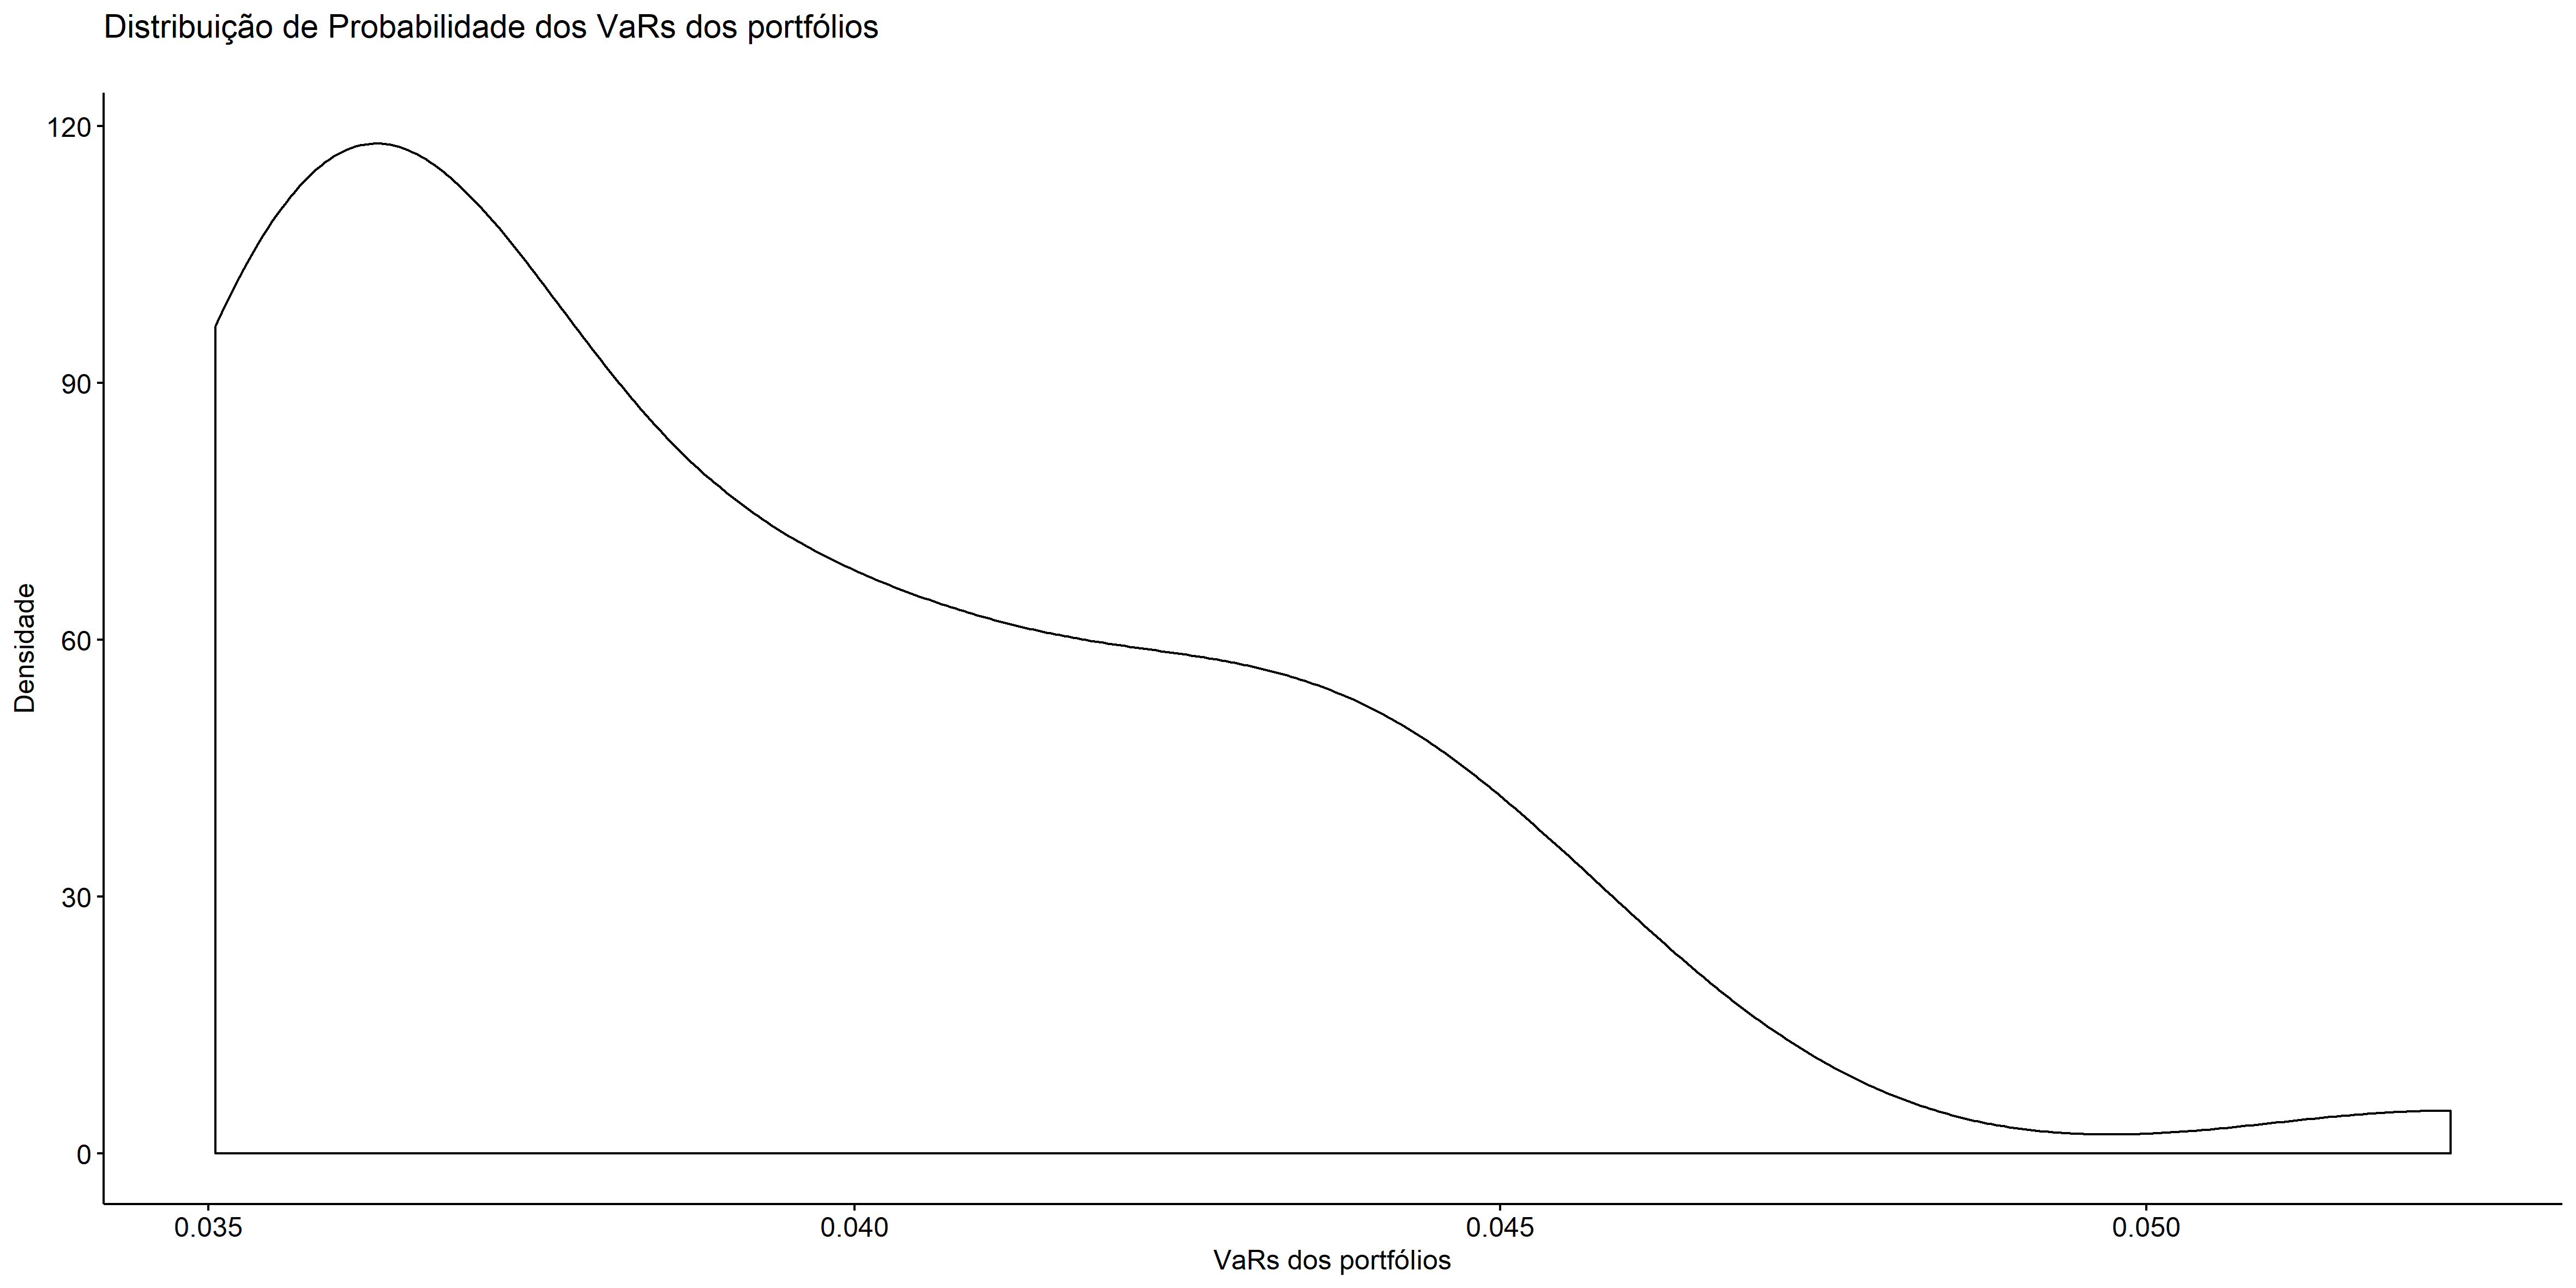 Distribuição de Probabilidade dos VaRs dos portfólios
120
90
60
30
0
Densidade
0.035 0.040 0.045 0.050
VaRs dos portfólios